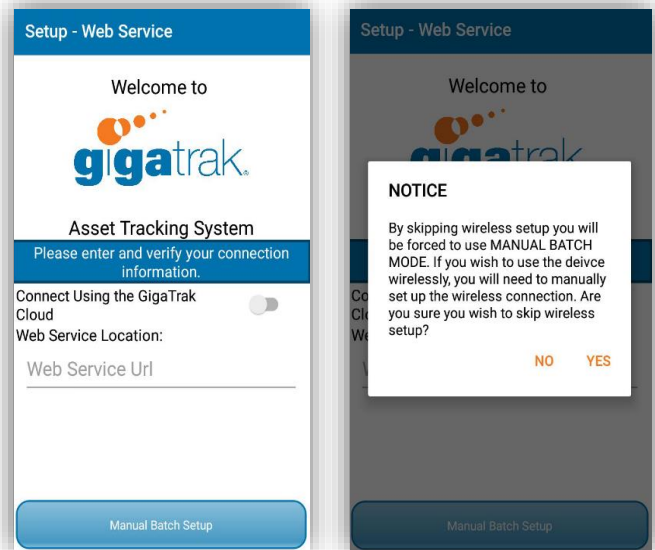 Setup - Web Service
Welcome to
gigatrak®
Asset Tracking System
Please enter and verify your connection
information.
Connect Using the GigaTrak
Cloud
Web Service Location:
Web Service Url
Manual Batch Setup
Setup - Web Service
Welcome to
gigatrak
NOTICE
By skipping wireless setup you will
be forced to use MANUAL BATCH
MODE. If you wish to use the deivce
wirelessly, you will need to manually
set up the wireless connection. Are
you sure you wish to skip wireless
setup?
Co
Clo
We
NO YES
Manual Batch Setup